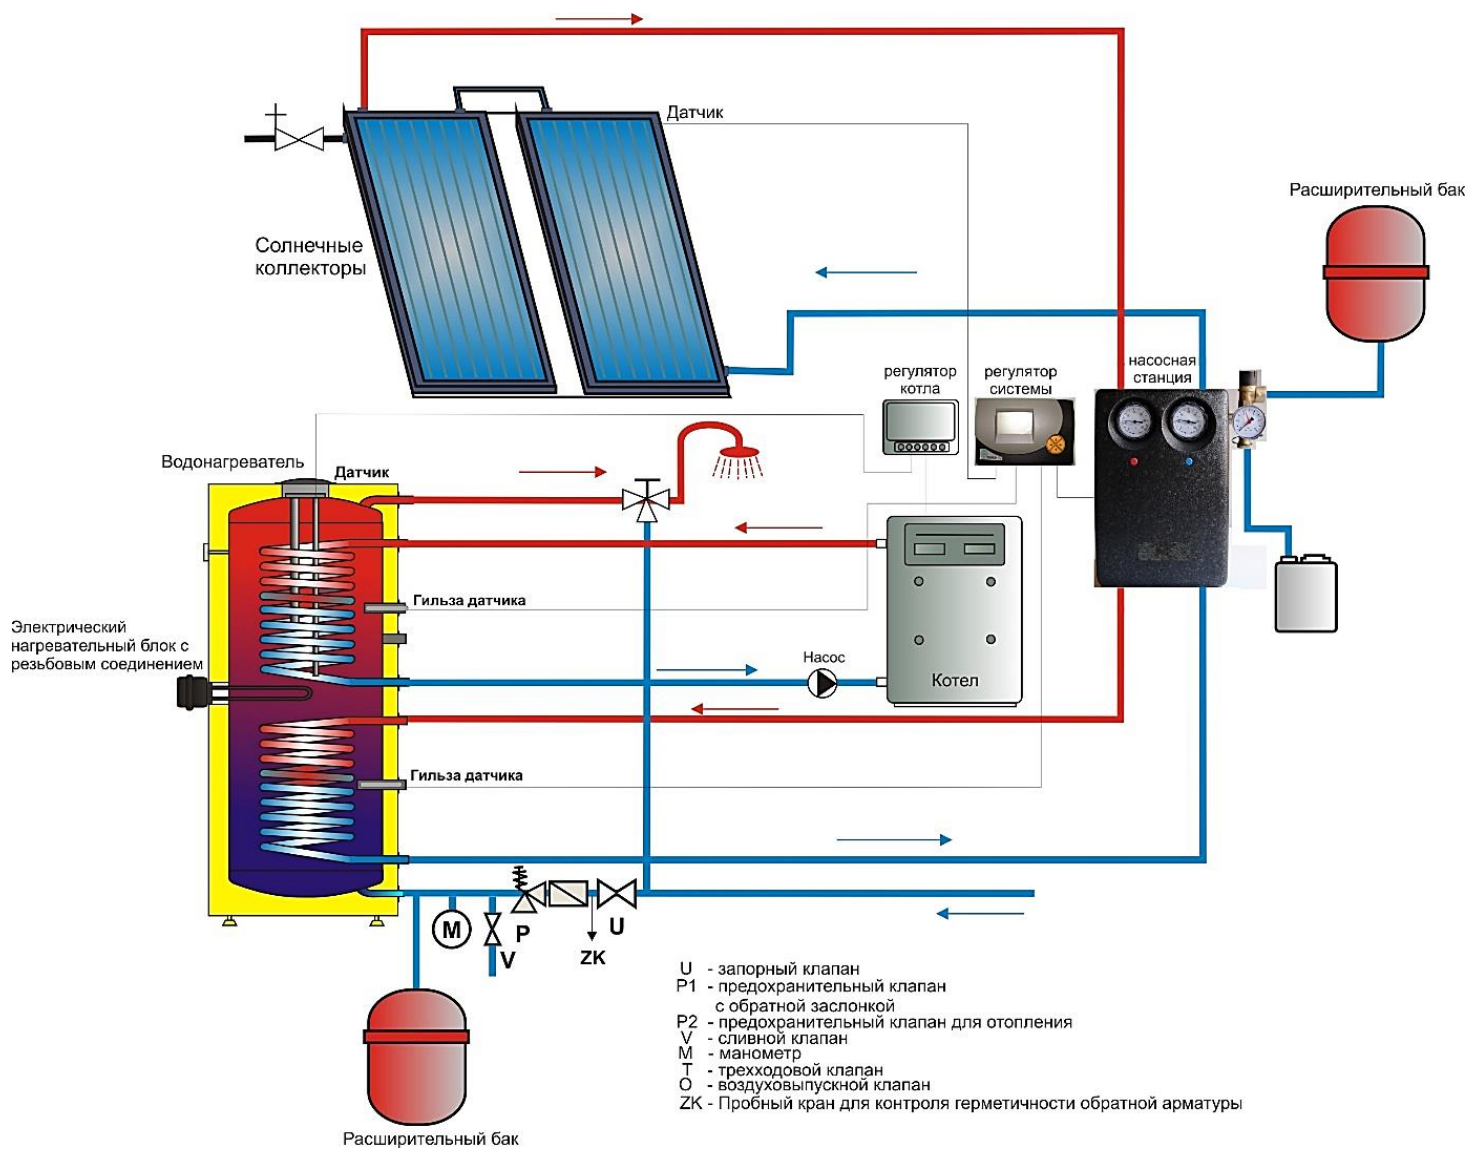 Датчик
Расширительный бак
Солнечные
коллекторы
насосная
станция
регулятор
котла
регулятор
системы
Водонагреватель
Датчик
Гильза датчика
Электрический
нагревательный блок с
резьбовым соединением
Насос
Котел
Гильза датчика
M
V
P
ZK
U
U - запорный клапан
P1 - предохранительный клапан
с обратной заслонкой
P2 - предохранительный клапан для отопления
V - сливной клапан
M - манометр
T - трехходовой клапан
O - воздуховыпускной клапан
ZK - Пробный кран для контроля герметичности обратной арматуры
Расширительный бак